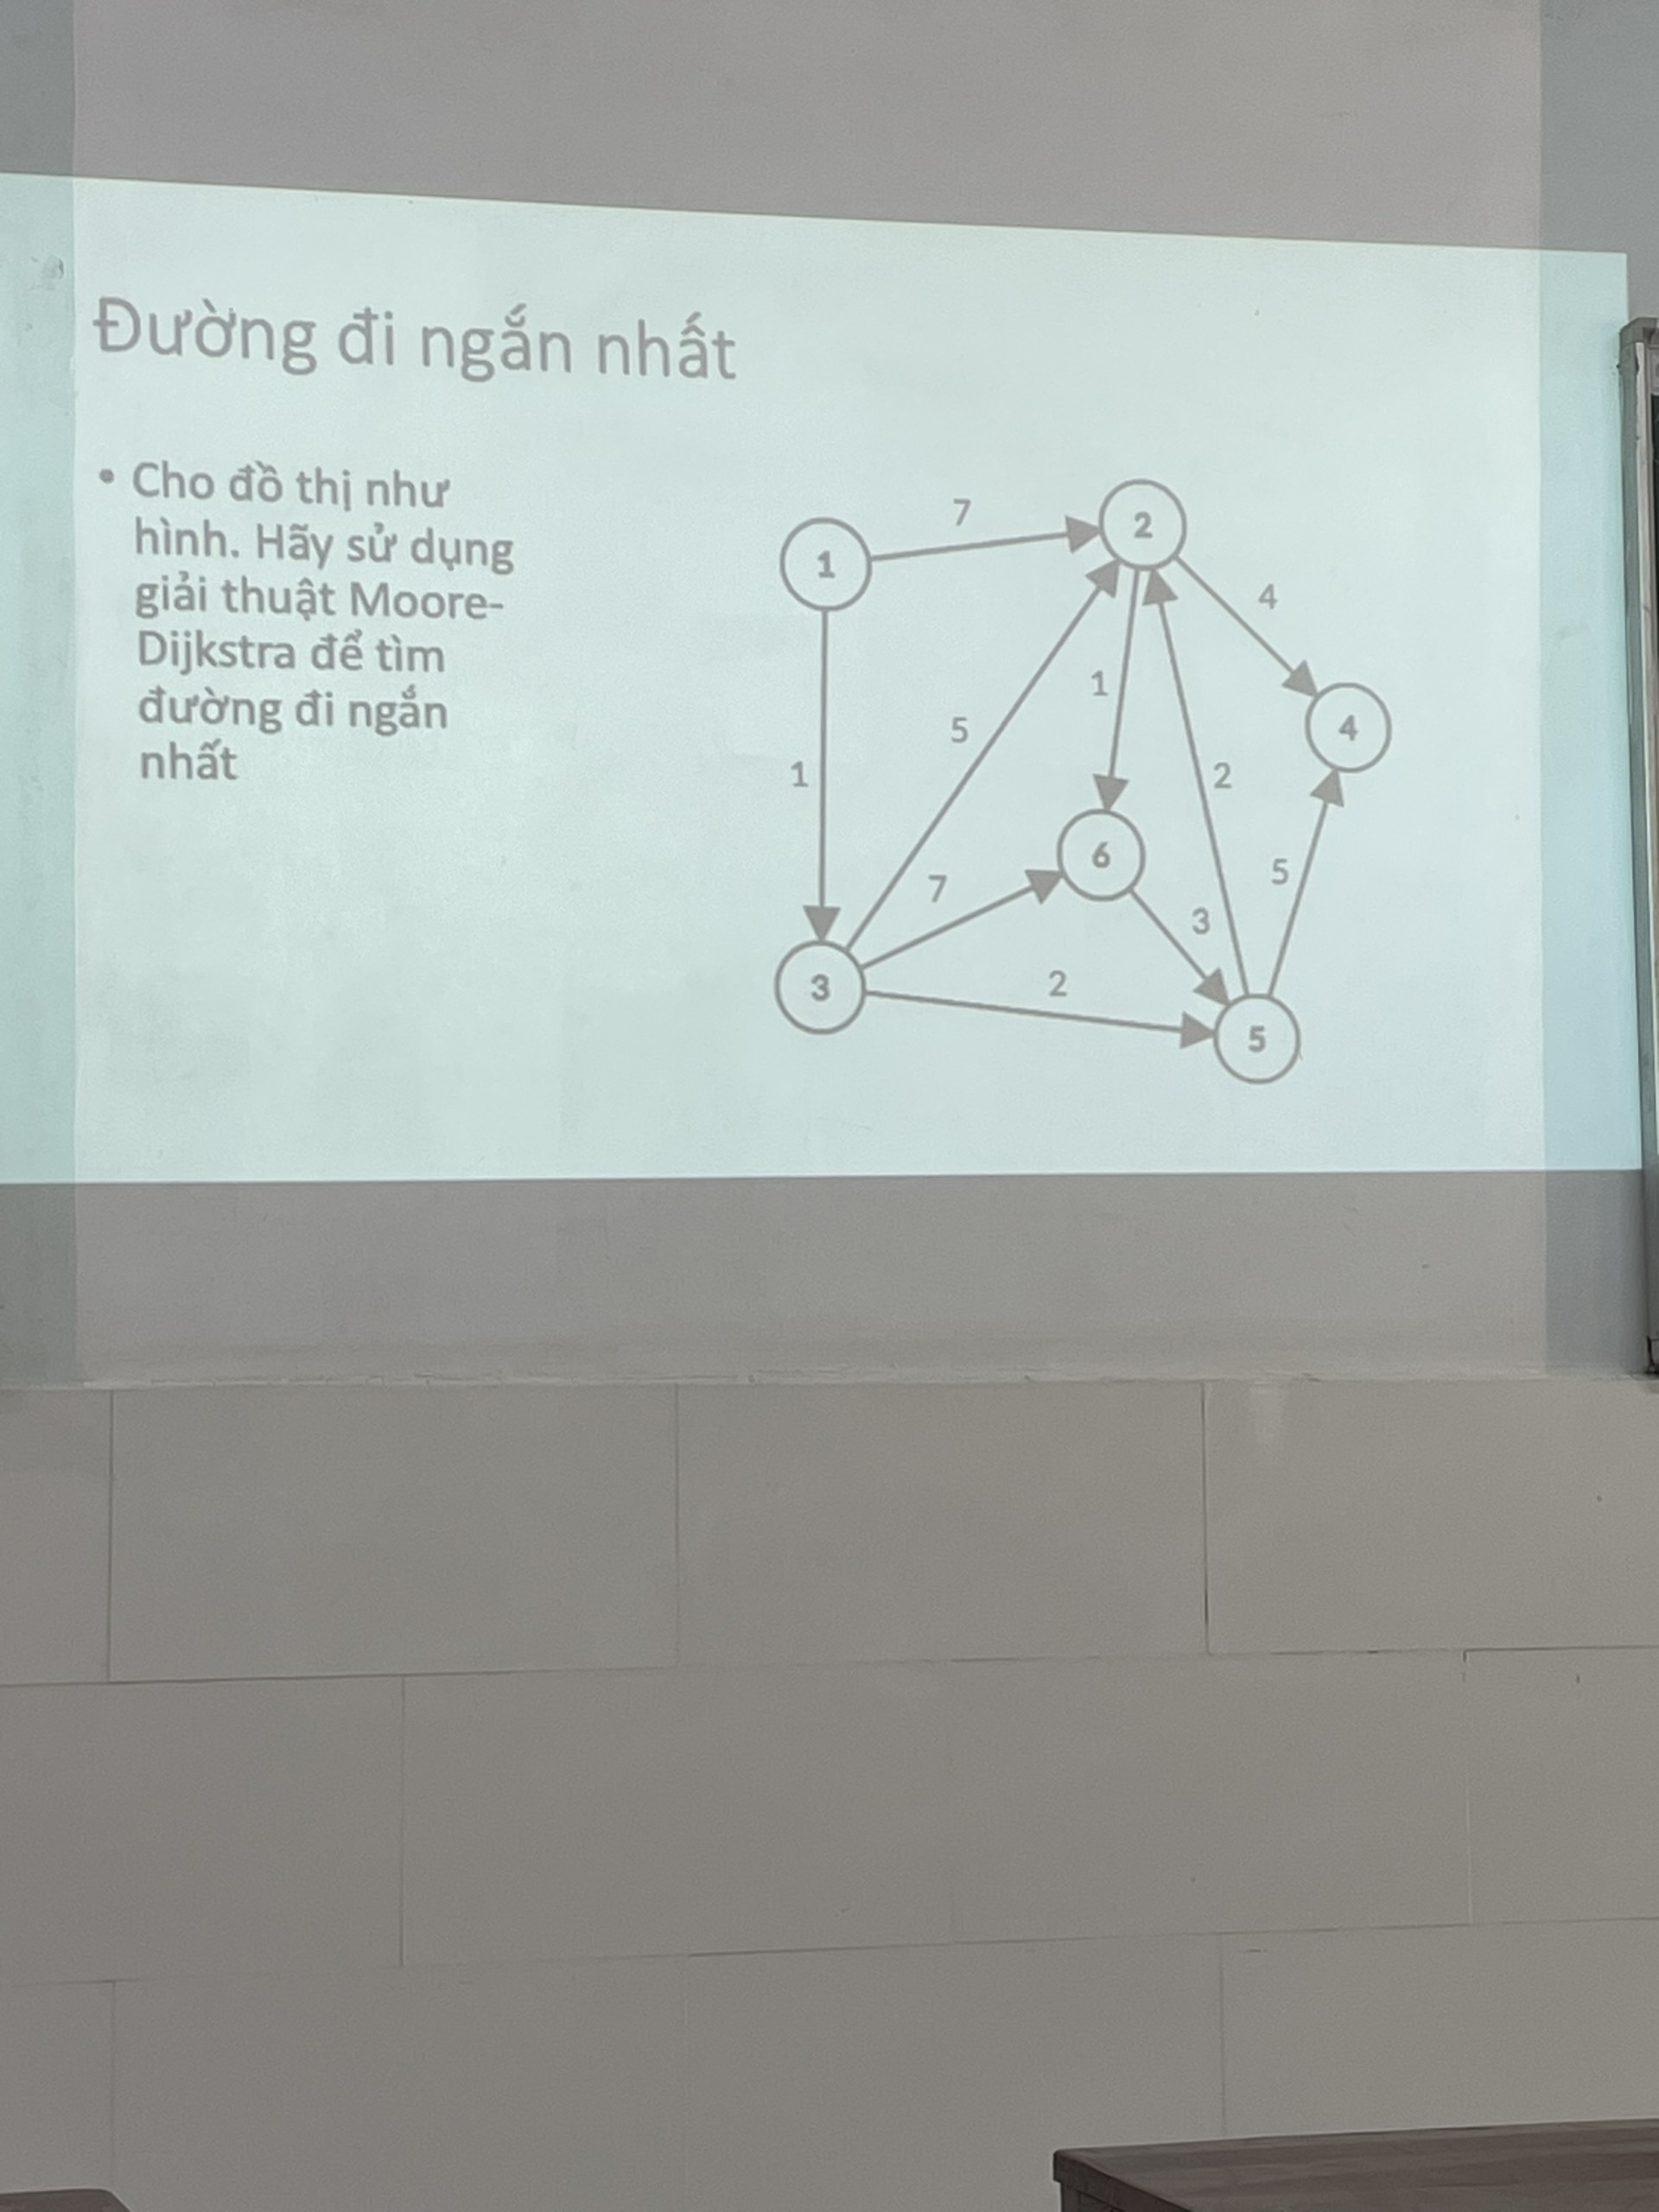 Đường đi ngắn nhất
• Cho đồ thị như
hình. Hãy sử dụng
giải thuật Moore-
Dijkstra để tìm
đường đi ngắn
nhất
7
2
1
4
1
4
5
2
1
6
5
7
3
2
3
5